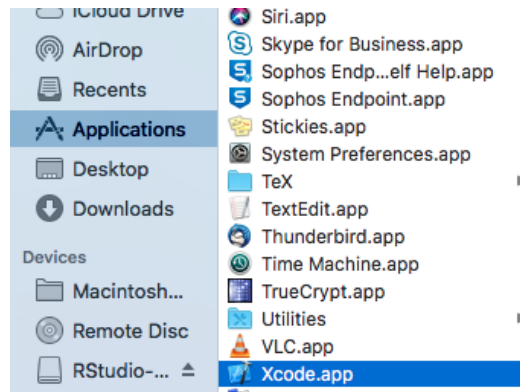 iCloud Drive
AirDrop
Recents
Applications
Desktop
Downloads
Devices
Macintosh...
Remote Disc
RStudio-...
Siri.app
Skype for Business.app
Sophos Endp...elf Help.app
Sophos Endpoint.app
Stickies.app
System Preferences.app
TeX
TextEdit.app
Thunderbird.app
Time Machine.app
TrueCrypt.app
Utilities
VLC.app
Xcode.app